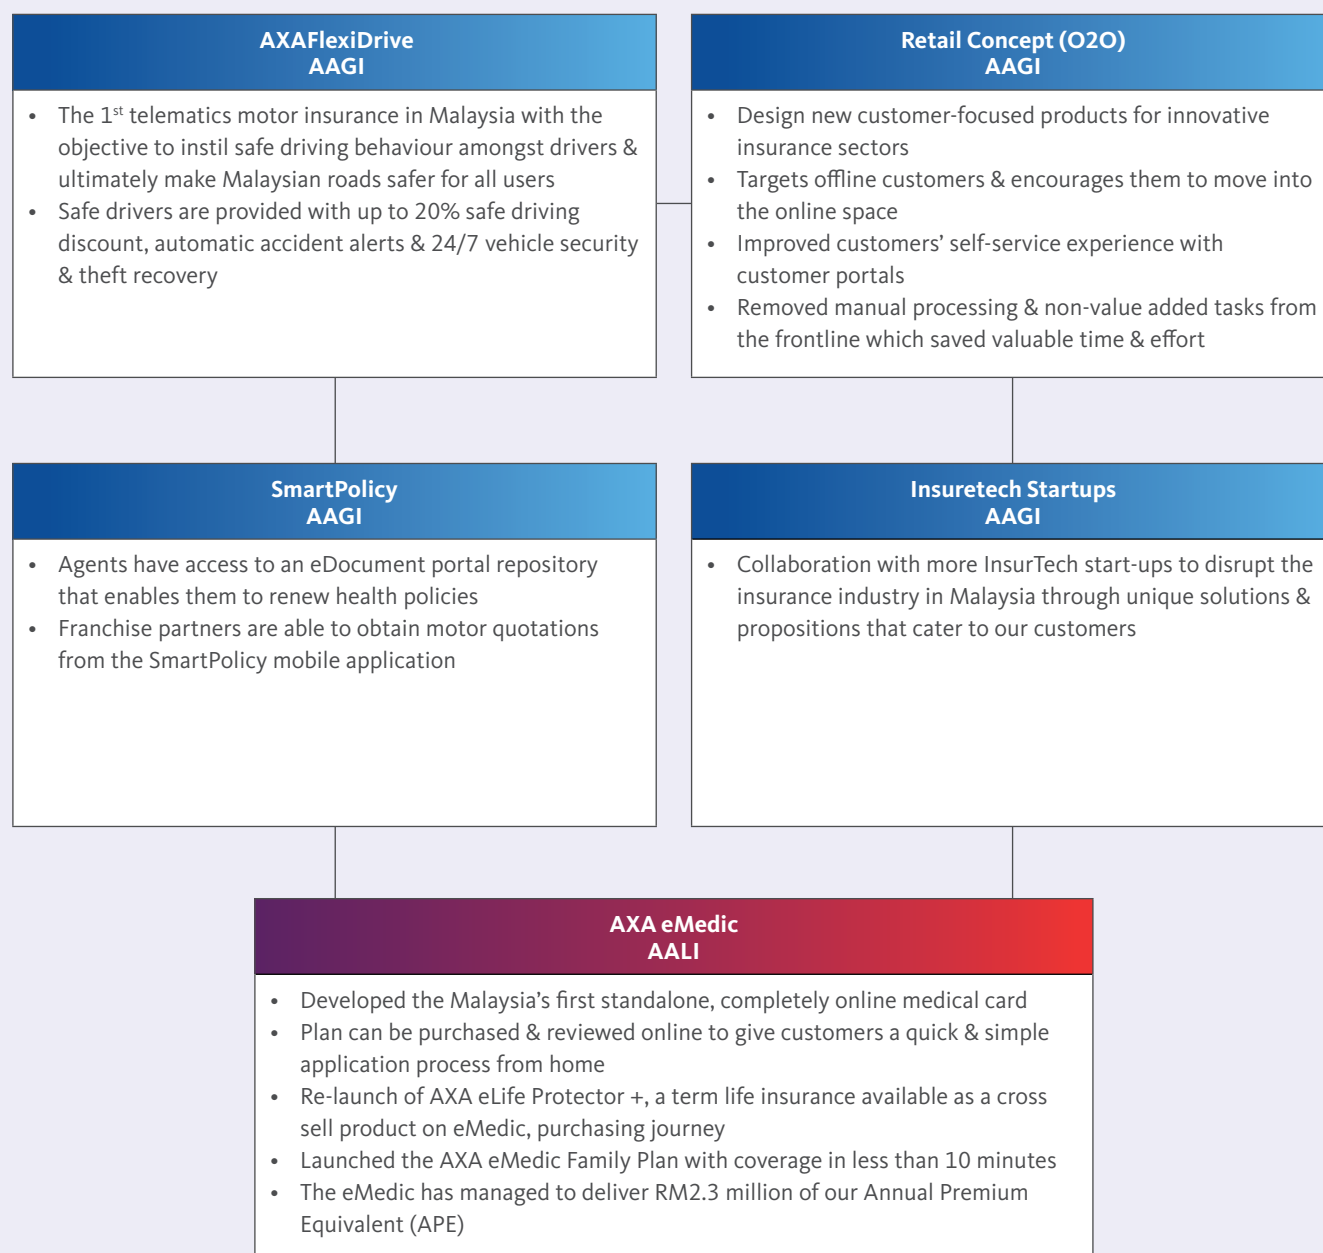 AXAFlexiDrive
AAGI
• The 1st telematics motor insurance in Malaysia with the
objective to instil safe driving behaviour amongst drivers &
ultimately make Malaysian roads safer for all users
• Safe drivers are provided with up to 20% safe driving
discount, automatic accident alerts & 24/7 vehicle security
& theft recovery
Retail Concept (O2O)
AAGI
• Design new customer-focused products for innovative
insurance sectors
• Targets offline customers & encourages them to move into
the online space
• Improved customers’ self-service experience with
customer portals
• Removed manual processing & non-value added tasks from
the frontline which saved valuable time & effort
SmartPolicy
AAGI
• Agents have access to an eDocument portal repository
that enables them to renew health policies
• Franchise partners are able to obtain motor quotations
from the SmartPolicy mobile application
Insuretech Startups
AAGI
• Collaboration with more InsurTech start-ups to disrupt the
insurance industry in Malaysia through unique solutions &
propositions that cater to our customers
AXA eMedic
AALI
• Developed the Malaysia’s first standalone, completely online medical card
• Plan can be purchased & reviewed online to give customers a quick & simple
application process from home
• Re-launch of AXA eLife Protector +, a term life insurance available as a cross
sell product on eMedic, purchasing journey
• Launched the AXA eMedic Family Plan with coverage in less than 10 minutes
• The eMedic has managed to deliver RM2.3 million of our Annual Premium
Equivalent (APE)